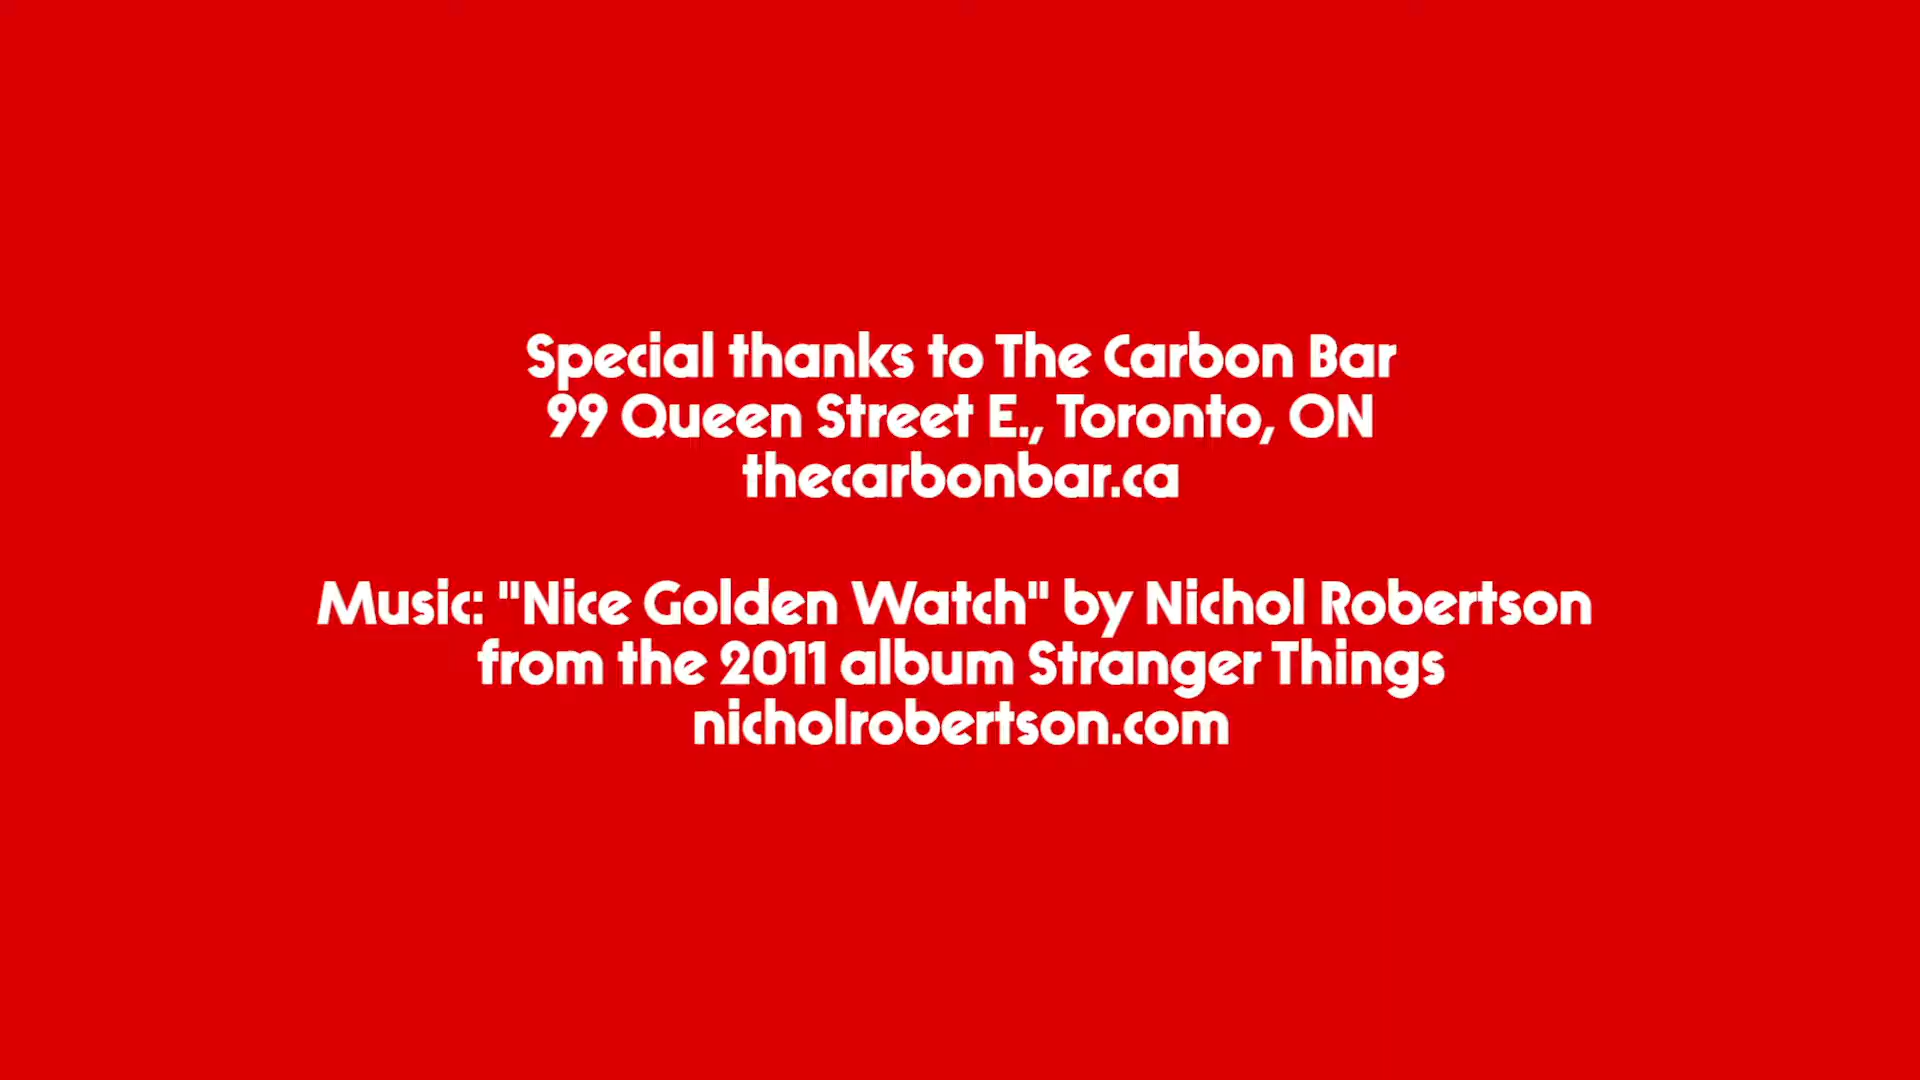 Special thanks to The Carbon Bar
99 Queen Street E., Toronto, ON
thecarbonbar.ca
Music: "Nice Golden Watch" by Nichol Robertson
from the 2011 album Stranger Things
nicholrobertson.com